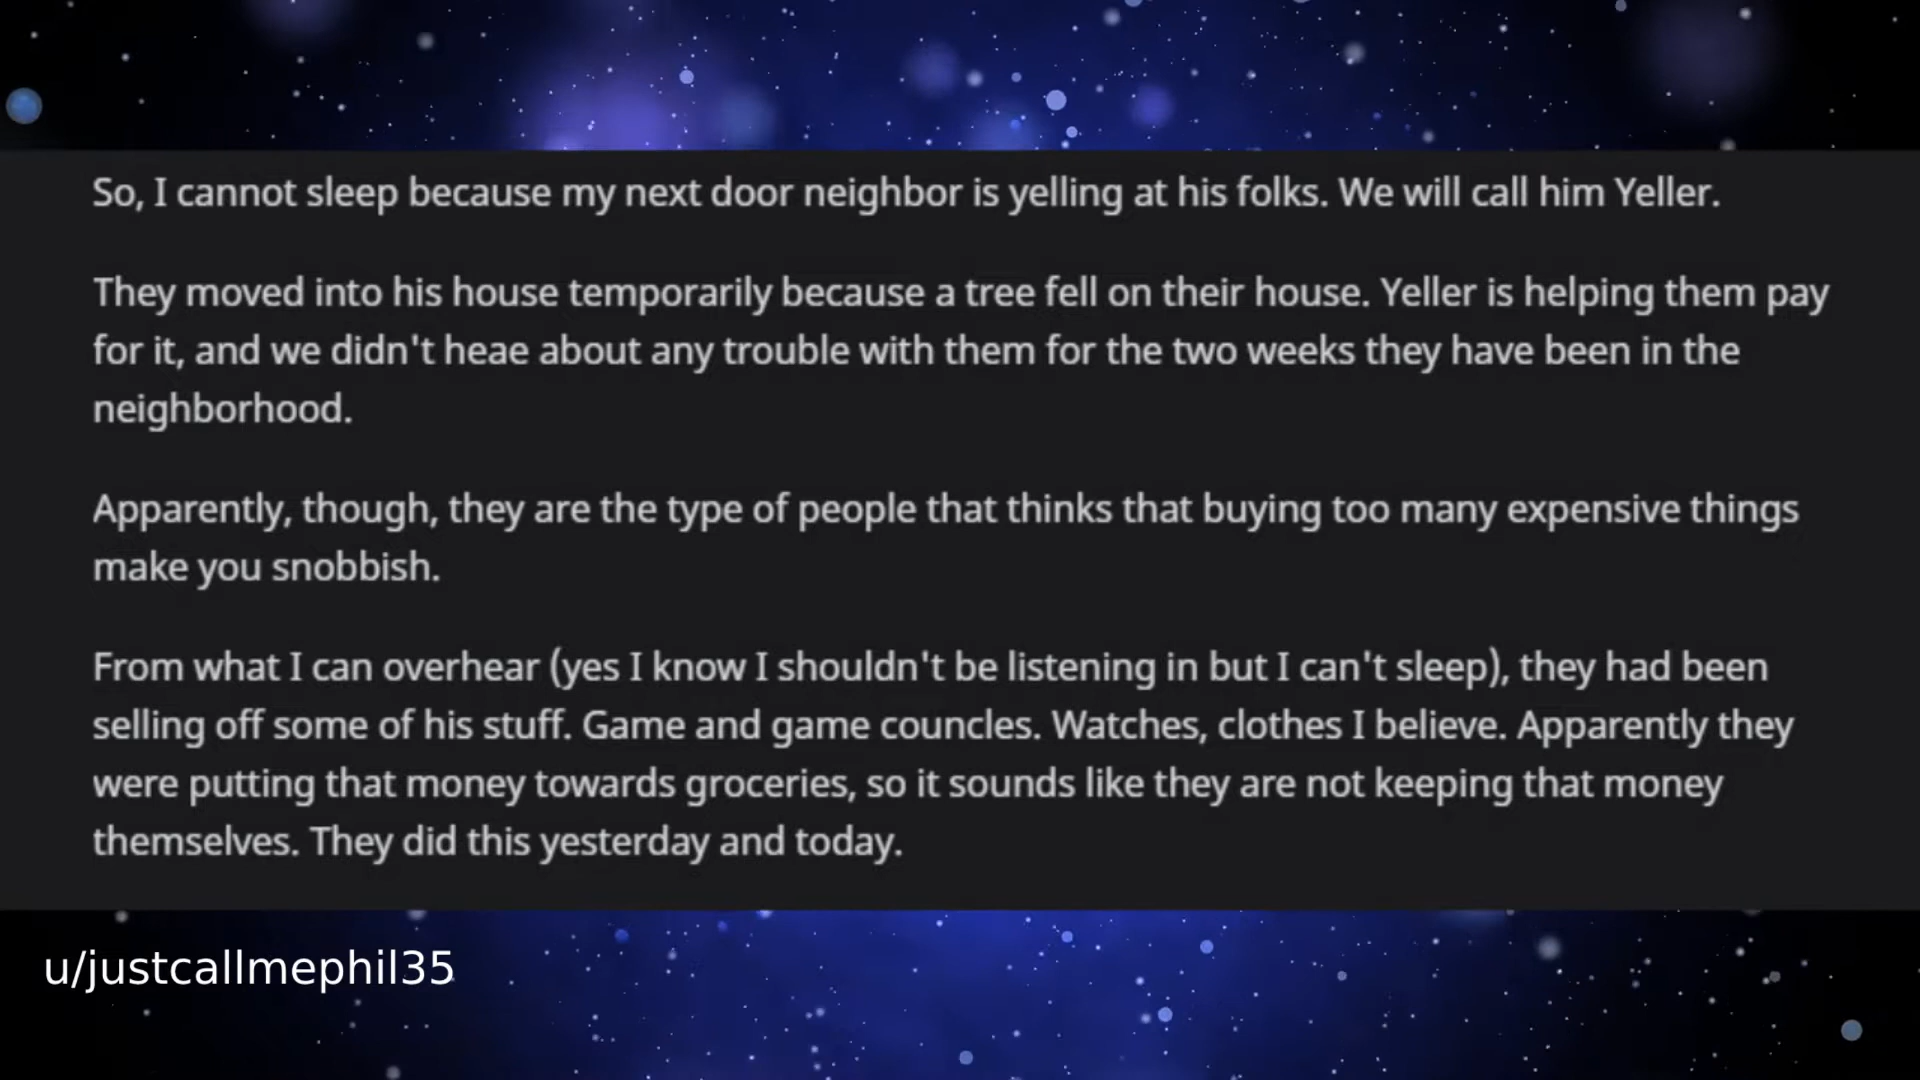 So, I cannot sleep because my next door neighbor is yelling at his folks. We will call him Yeller.
They moved into his house temporarily because a tree fell on their house. Yeller is helping them pay
for it, and we didn't heae about any trouble with them for the two weeks they have been in the
neighborhood.
Apparently, though, they are the type of people that thinks that buying too many expensive things
make you snobbish.
From what I can overhear (yes I know I shouldn't be listening in but I can't sleep), they had been
selling off some of his stuff. Game and game councles. Watches, clothes I believe. Apparently they
were putting that money towards groceries, so it sounds like they are not keeping that money
themselves. They did this yesterday and today.
u/justcallmephil35